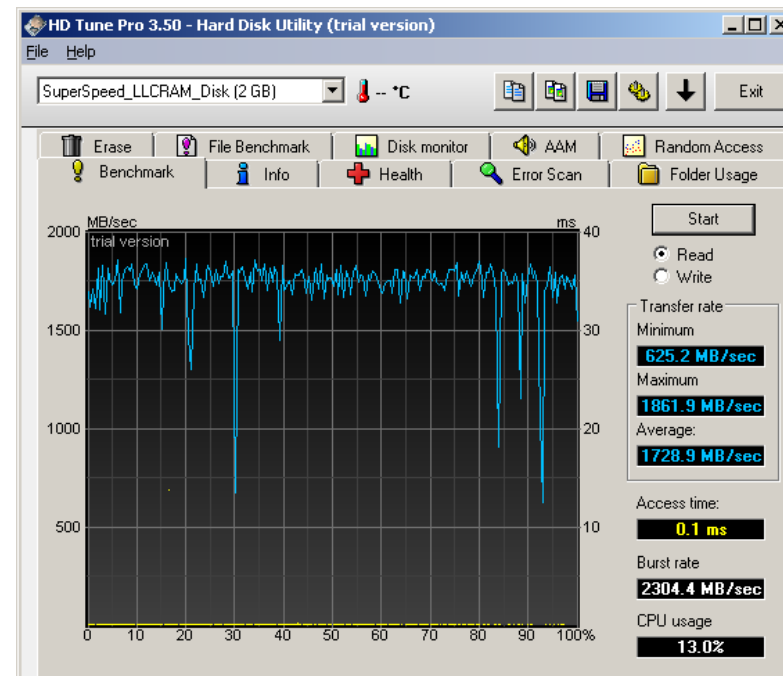 HD Tune Pro 3.50 - Hard Disk Utility (trial version)
File Help
SuperSpeed_LLCRAM_Disk (2 GB) -- °C Exit
Erase File Benchmark Disk monitor AAM Random Access
Benchmark Info Health Error Scan Folder Usage
MB/sec ms
trial version
2000
1500
1000
500
40
30
20
10
0 10 20 30 40 50 60 70 80 90 100%
Start
Read
Write
Transfer rate
Minimum
625.2 MB/sec
Maximum
1861.9 MB/sec
Average:
1728.9 MB/sec
Access time:
0.1 ms
Burst rate
2304.4 MB/sec
CPU usage
13.0%